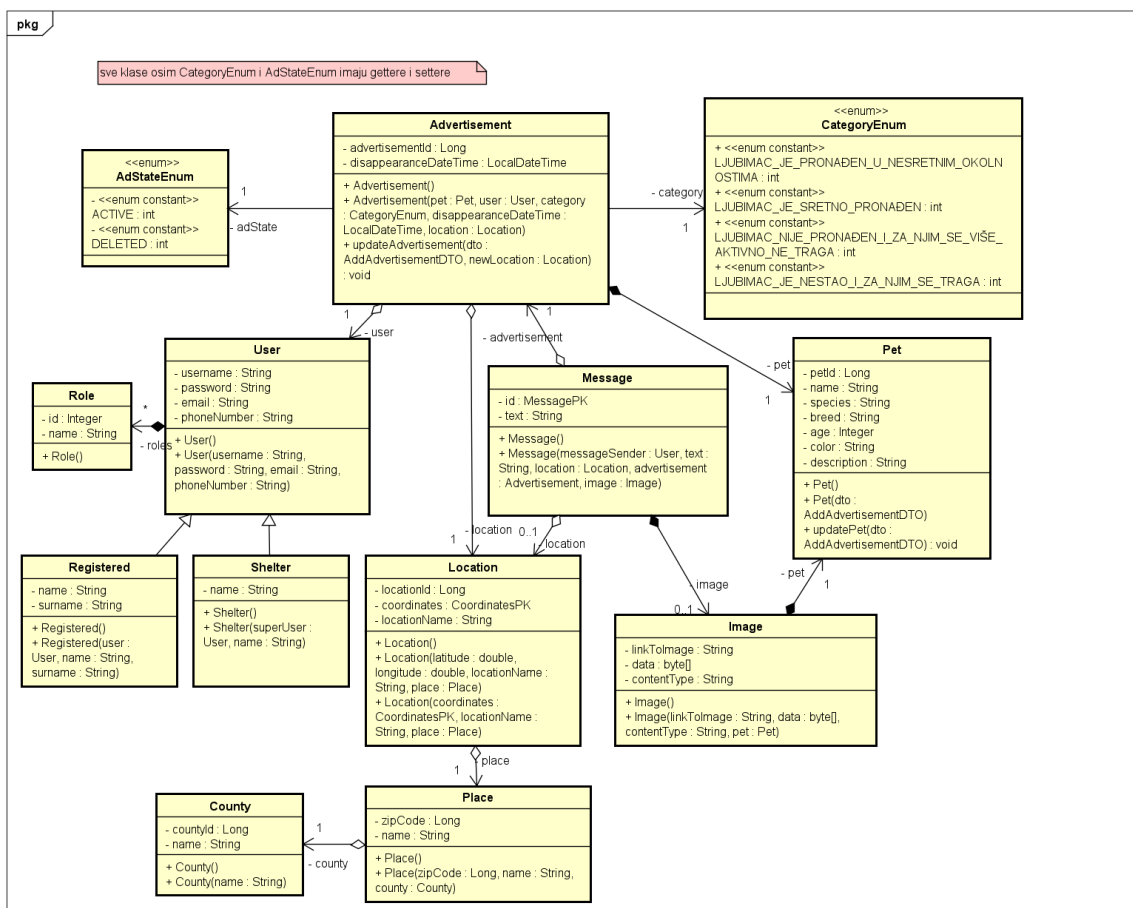 pkg
sve klase osim CategoryEnum i AdStateEnum imaju gettere i settere
Advertisement
- advertisementId : Long
- disappearanceDateTime : LocalDateTime
+ Advertisement()
+ Advertisement(pet : Pet, user : User, category
: CategoryEnum, disappearanceDateTime :
LocalDateTime, location : Location)
+ updateAdvertisement(dto :
AddAdvertisementDTO, newLocation : Location)
: void
<<enum>>
CategoryEnum
+ <<enum constant>>
LJUBIMAC_JE_PRONAĐEN_U_NESRETNIM_OKOLN
OSTIMA : int
+ <<enum constant>>
LJUBIMAC_JE_SRETNO_PRONAĐEN : int
+ <<enum constant>>
LJUBIMAC_NIJE_PRONAĐEN_I_ZA_NJIM_SE_VIŠE_
AKTIVNO_NE_TRAGA : int
+ <<enum constant>>
LJUBIMAC_JE_NESTAO_I_ZA_NJIM_SE_TRAGA : int
<<enum>>
AdStateEnum
- <<enum constant>>
ACTIVE : int
- <<enum constant>>
DELETED : int
1
- adState
- category
1
1
- user
1
- advertisement
- pet
1
User
- username : String
- password : String
- email : String
- phoneNumber : String
+ User()
+ User(username : String,
password : String, email : String,
phoneNumber : String)
Role
- id : Integer
- name : String
+ Role()
*
- roles
Message
- id : MessagePK
- text : String
+ Message()
+ Message(messageSender : User, text :
String, location : Location, advertisement
: Advertisement, image : Image)
Pet
- petId : Long
- name : String
- species : String
- breed : String
- age : Integer
- color : String
- description : String
+ Pet()
+ Pet(dto :
AddAdvertisementDTO)
+ updatePet(dto :
AddAdvertisementDTO) : void
- location
1
0..1
- location
- image
0..1
- pet
1
Registered
- name : String
- surname : String
+ Registered()
+ Registered(user :
User, name : String,
surname : String)
Shelter
- name : String
+ Shelter()
+ Shelter(superUser :
User, name : String)
Location
- locationId : Long
- coordinates : CoordinatesPK
- locationName : String
+ Location()
+ Location(latitude : double,
longitude : double, locationName :
String, place : Place)
+ Location(coordinates :
CoordinatesPK, locationName :
String, place : Place)
Image
- linkToImage : String
- data : byte[]
- contentType : String
+ Image()
+ Image(linkToImage : String, data : byte[],
contentType : String, pet : Pet)
- place
1
County
- countyId : Long
- name : String
+ County()
+ County(name : String)
1
- county
Place
- zipCode : Long
- name : String
+ Place()
+ Place(zipCode : Long, name : String,
county : County)